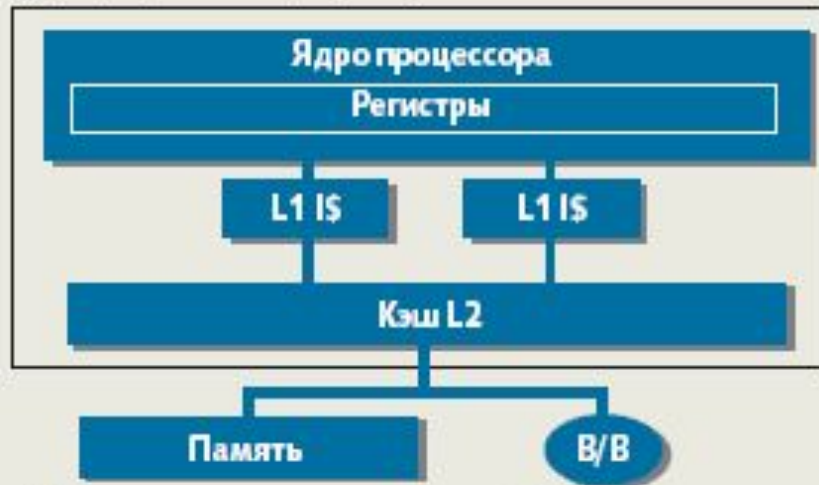 Ядро процессора
Регистры
L1 I$
L1 I$
Кэш L2
Память
В/В